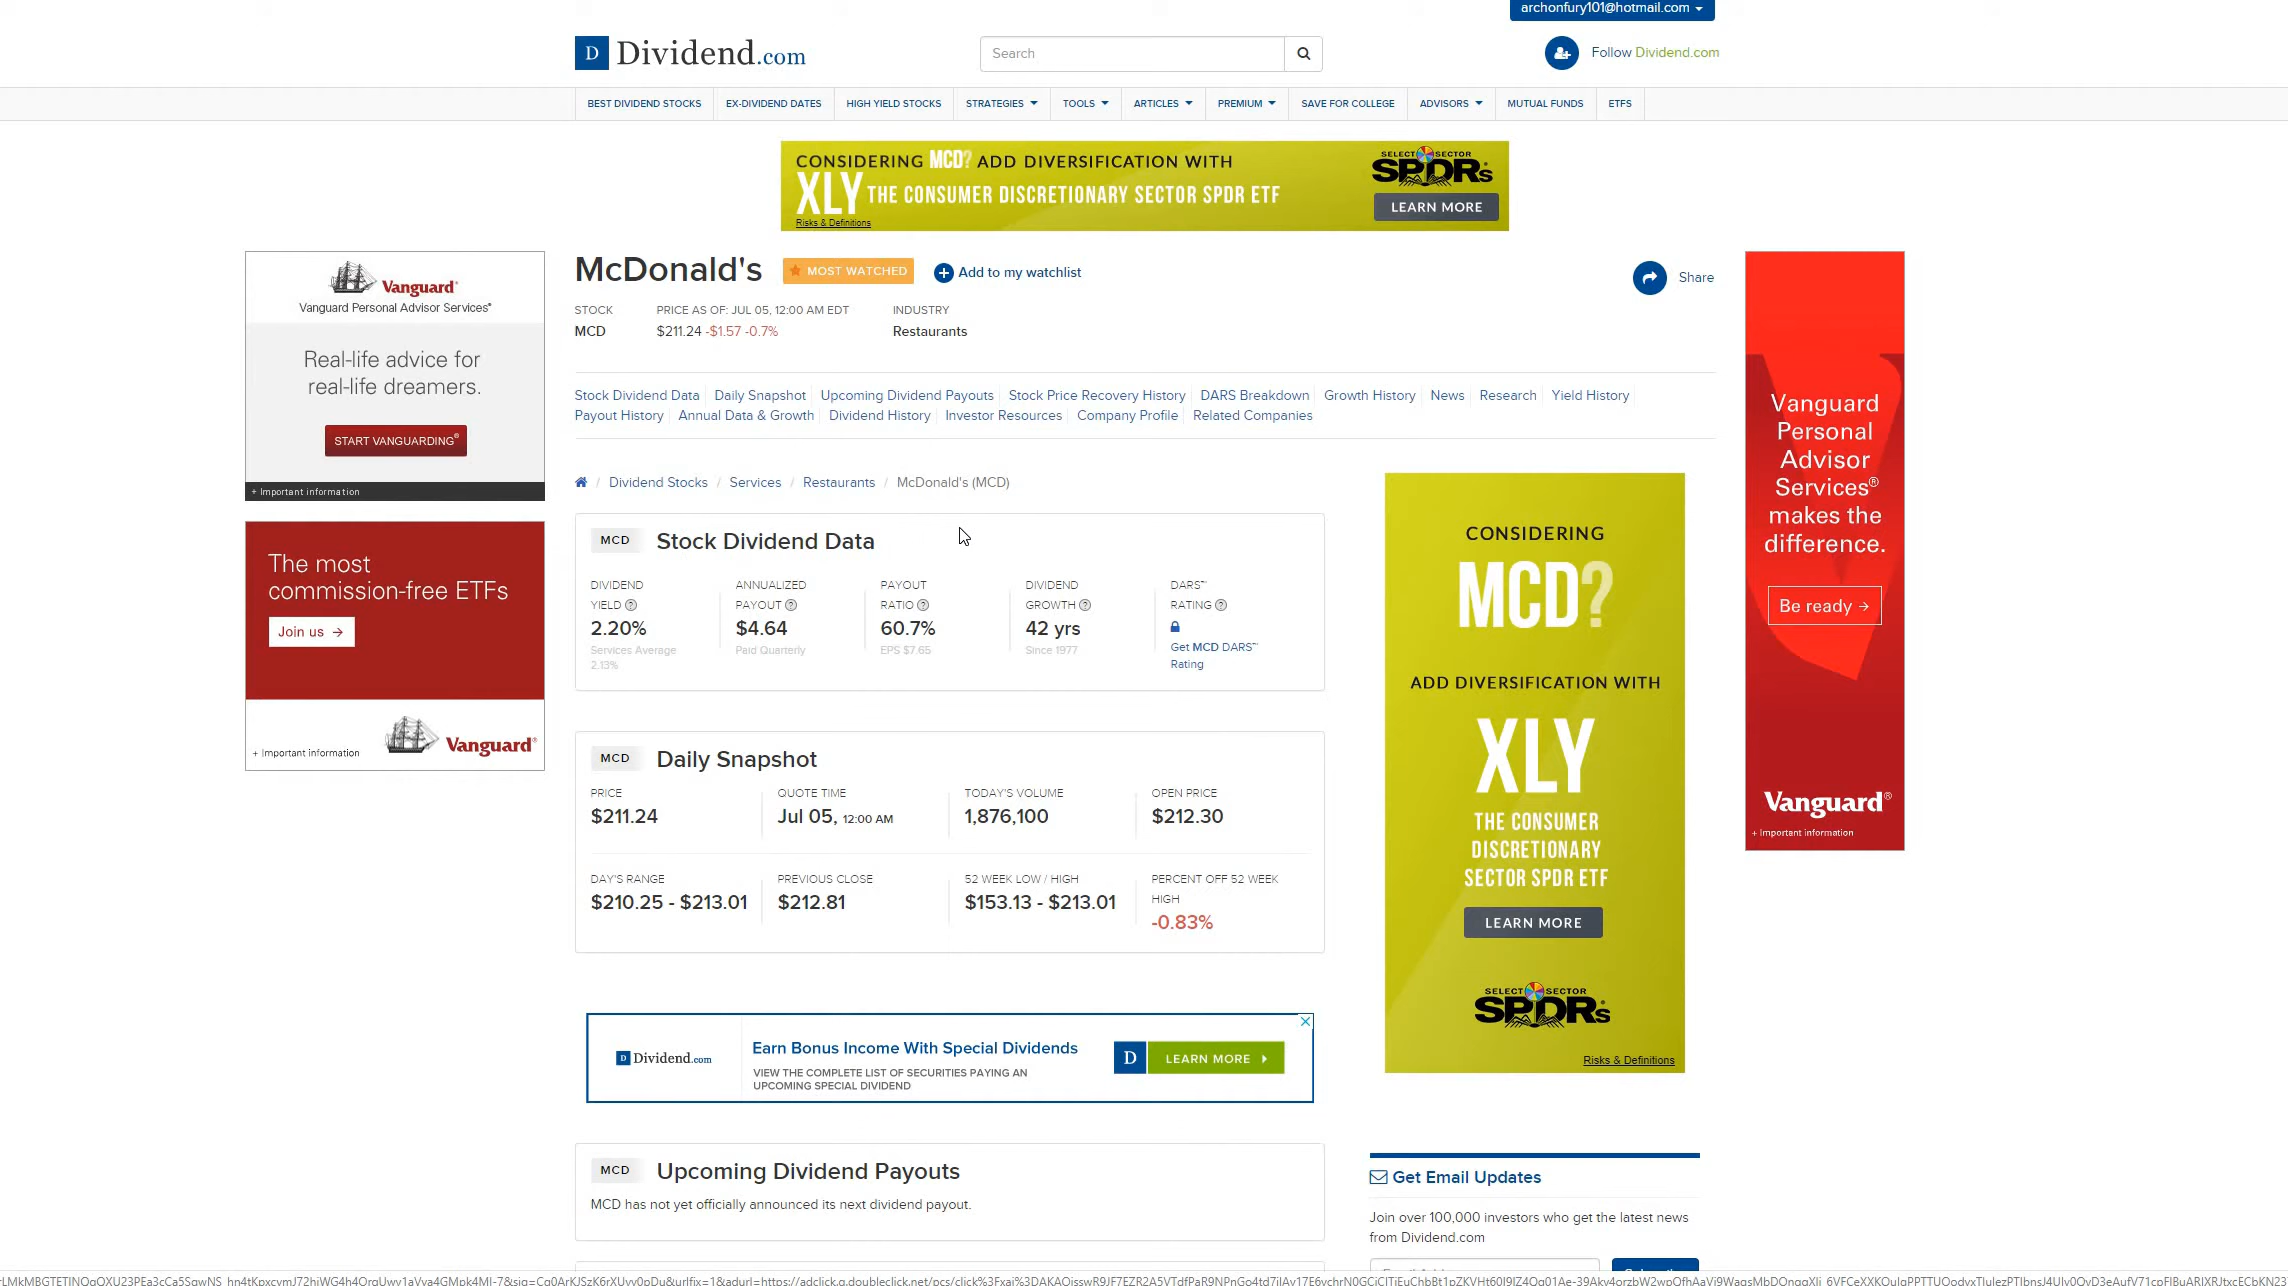 archonfury101@hotmail.com
D Dividend.com
Search
Follow Dividend.com
BEST DIVIDEND STOCKS EX-DIVIDEND DATES HIGH YIELD STOCKS STRATEGIES TOOLS ARTICLES PREMIUM SAVE FOR COLLEGE ADVISORS MUTUAL FUNDS ETFS
CONSIDERING MCD? ADD DIVERSIFICATION WITH
XLY THE CONSUMER DISCRETIONARY SECTOR SPDR ETF
Risks & Definitions
SELECT SECTOR
SPDRs
LEARN MORE
Vanguard
Vanguard Personal Advisor Services®
Real-life advice for
real-life dreamers.
START VANGUARDING®
+ Important information
The most
commission-free ETFs
Join us →
+ Important information
Vanguard
McDonald's
MOST WATCHED
Add to my watchlist
Share
STOCK PRICE AS OF: JUL 05, 12:00 AM EDT INDUSTRY
MCD $211.24 -$1.57 -0.7% Restaurants
Stock Dividend Data Daily Snapshot Upcoming Dividend Payouts Stock Price Recovery History DARS Breakdown Growth History News Research Yield History
Payout History Annual Data & Growth Dividend History Investor Resources Company Profile Related Companies
/ Dividend Stocks / Services / Restaurants / McDonald's (MCD)
MCD Stock Dividend Data
DIVIDEND ANNUALIZED PAYOUT DIVIDEND DARS™
YIELD PAYOUT RATIO GROWTH RATING
2.20% $4.64 60.7% 42 yrs
Services Average Paid Quarterly EPS $7.65 Since 1977 Get MCD DARS™
2.13% Rating
MCD Daily Snapshot
PRICE QUOTE TIME TODAY'S VOLUME OPEN PRICE
$211.24 Jul 05, 12:00 AM 1,876,100 $212.30
DAY'S RANGE PREVIOUS CLOSE 52 WEEK LOW / HIGH PERCENT OFF 52 WEEK
HIGH
$210.25 - $213.01 $212.81 $153.13 - $213.01
-0.83%
D Dividend.com
Earn Bonus Income With Special Dividends
VIEW THE COMPLETE LIST OF SECURITIES PAYING AN
UPCOMING SPECIAL DIVIDEND
D LEARN MORE
MCD Upcoming Dividend Payouts
MCD has not yet officially announced its next dividend payout.
CONSIDERING
MCD?
ADD DIVERSIFICATION WITH
XLY
THE CONSUMER
DISCRETIONARY
SECTOR SPDR ETF
LEARN MORE
SELECT SECTOR
SPDRs
Risks & Definitions
Get Email Updates
Join over 100,000 investors who get the latest news
from Dividend.com
Vanguard
Personal
Advisor
Services®
makes the
difference.
Be ready →
Vanguard®
+ Important information